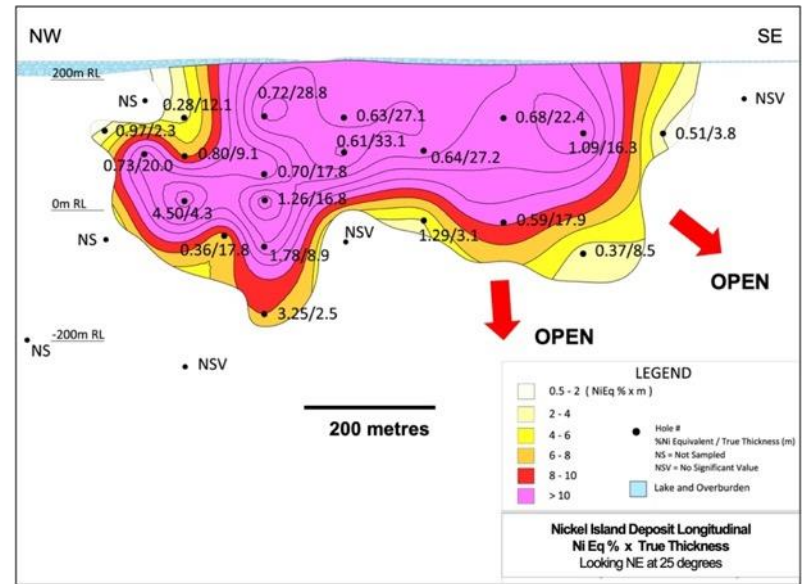 NW
SE
200m RL
NS
0.28/12.1
0.72/28.8
0.63/27.1
0.68/22.4
NSV
0.97/2.3
0.51/3.8
0.73/20.0
0.80/9.1
0.61/33.1
0.64/27.2
1.09/16.3
0.70/17.8
0m RL
4.50/4.3
1.26/16.8
NS
0.36/17.8
1.78/8.9
NSV
1.29/3.1
0.59/17.9
0.37/8.5
OPEN
3.25/2.5
OPEN
-200m RL
NS
NSV
200 metres
LEGEND
0.5 - 2 ( NiEq % x m )
2 - 4
4 - 6
6 - 8
8 - 10
> 10
Hole #
%Ni Equivalent / True Thickness (m)
NS = Not Sampled
NSV = No Significant Value
Lake and Overburden
Nickel Island Deposit Longitudinal
Ni Eq % x True Thickness
Looking NE at 25 degrees